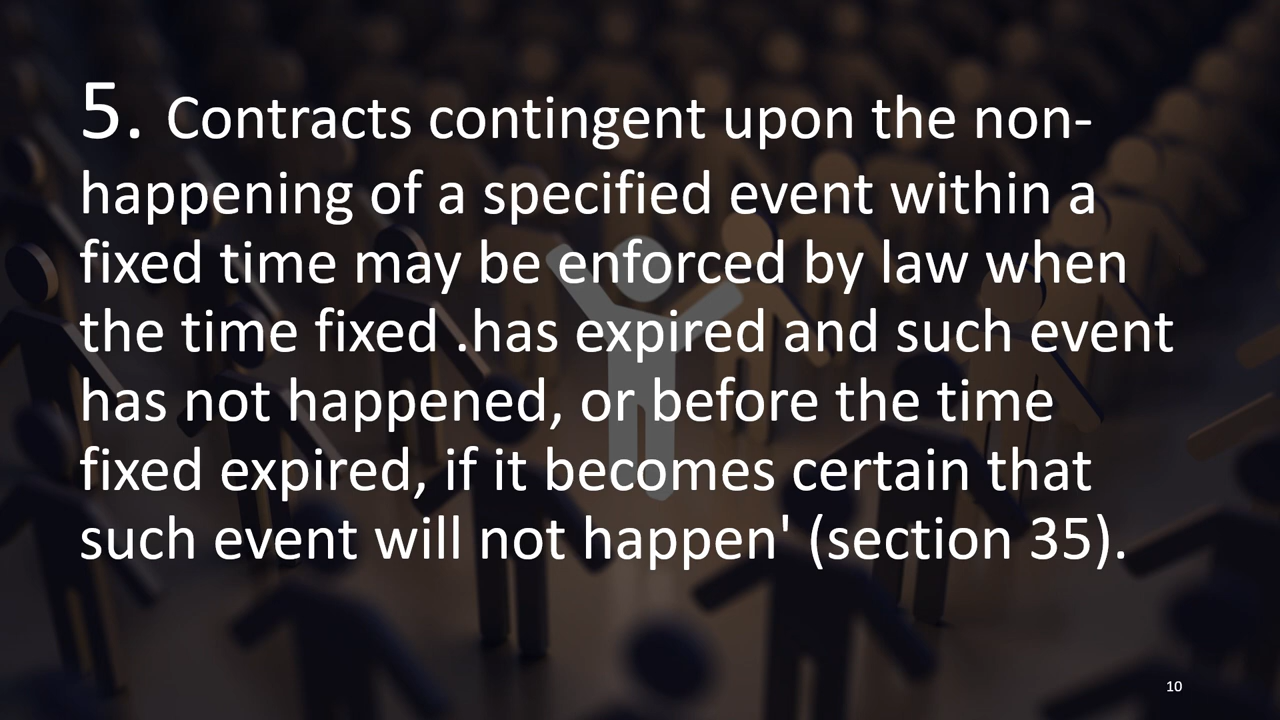 5. Contracts contingent upon the non-
happening of a specified event within a
fixed time may be enforced by law when
the time fixed .has expired and such event
has not happened, or before the time
fixed expired, if it becomes certain that
such event will not happen' (section 35).
10